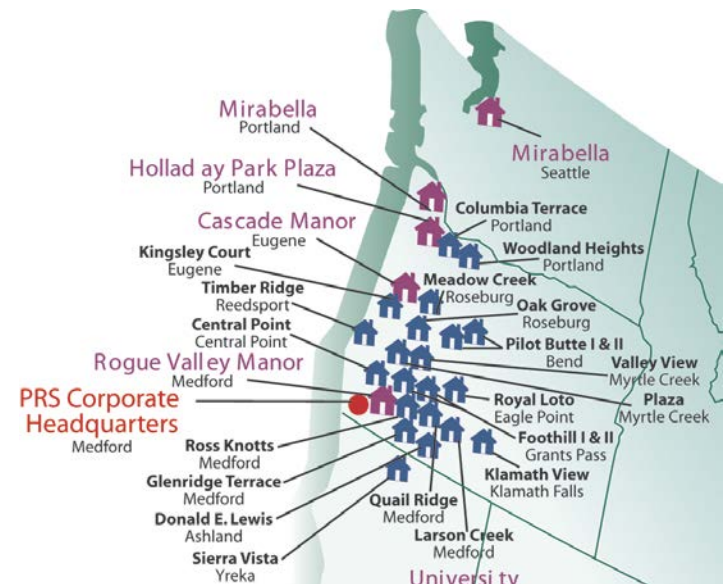 Mirabella
Portland
Mirabella
Seattle
Hollad ay Park Plaza
Portland
Columbia Terrace
Portland
Cascade Manor
Eugene
Woodland Heights
Portland
Kingsley Court
Eugene
Meadow Creek
Roseburg
Timber Ridge
Reedsport
Oak Grove
Roseburg
Central Point
Central Point
Pilot Butte I & II
Bend
Rogue Valley Manor
Medford
Valley View
Myrtle Creek
PRS Corporate
Headquarters
Medford
Royal Loto
Eagle Point
Plaza
Myrtle Creek
Foothill I & II
Grants Pass
Ross Knotts
Medford
Klamath View
Klamath Falls
Glenridge Terrace
Medford
Quail Ridge
Medford
Donald E. Lewis
Ashland
Larson Creek
Medford
Sierra Vista
Yreka
Universi ty